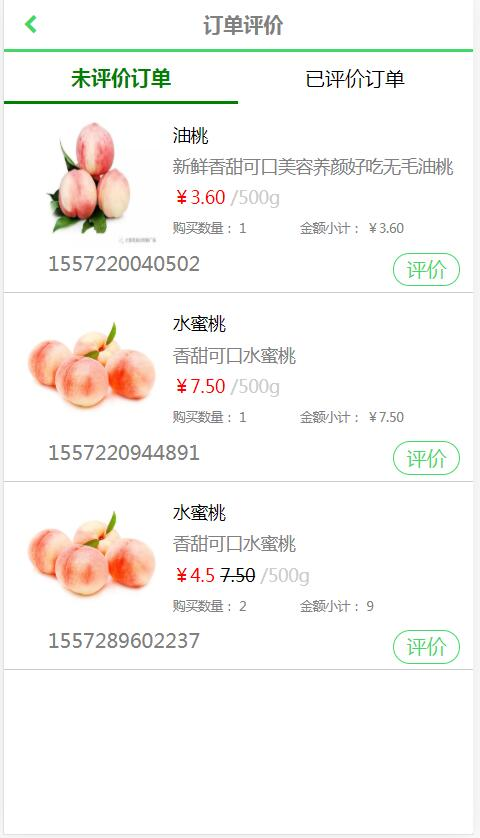 订单评价
未评价订单 已评价订单
油桃
新鲜香甜可口美容养颜好吃无毛油桃
￥3.60 /500g
购买数量： 1 金额小计： ￥3.60
1557220040502 评价
水蜜桃
香甜可口水蜜桃
￥7.50 /500g
购买数量： 1 金额小计： ￥7.50
1557220944891 评价
水蜜桃
香甜可口水蜜桃
￥4.5 7.50 /500g
购买数量： 2 金额小计： 9
1557289602237 评价